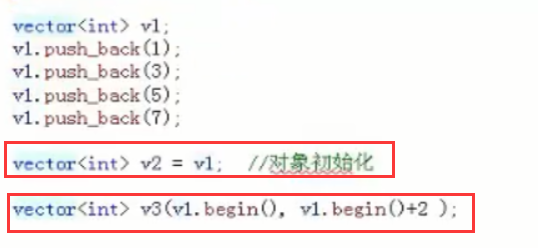 vector<int> v1;
v1.push_back(1);
v1.push_back(3);
v1.push_back(5);
v1.push_back(7);
vector<int> v2 = v1;  //对象初始化
vector<int> v3(v1.begin(), v1.begin()+2 );